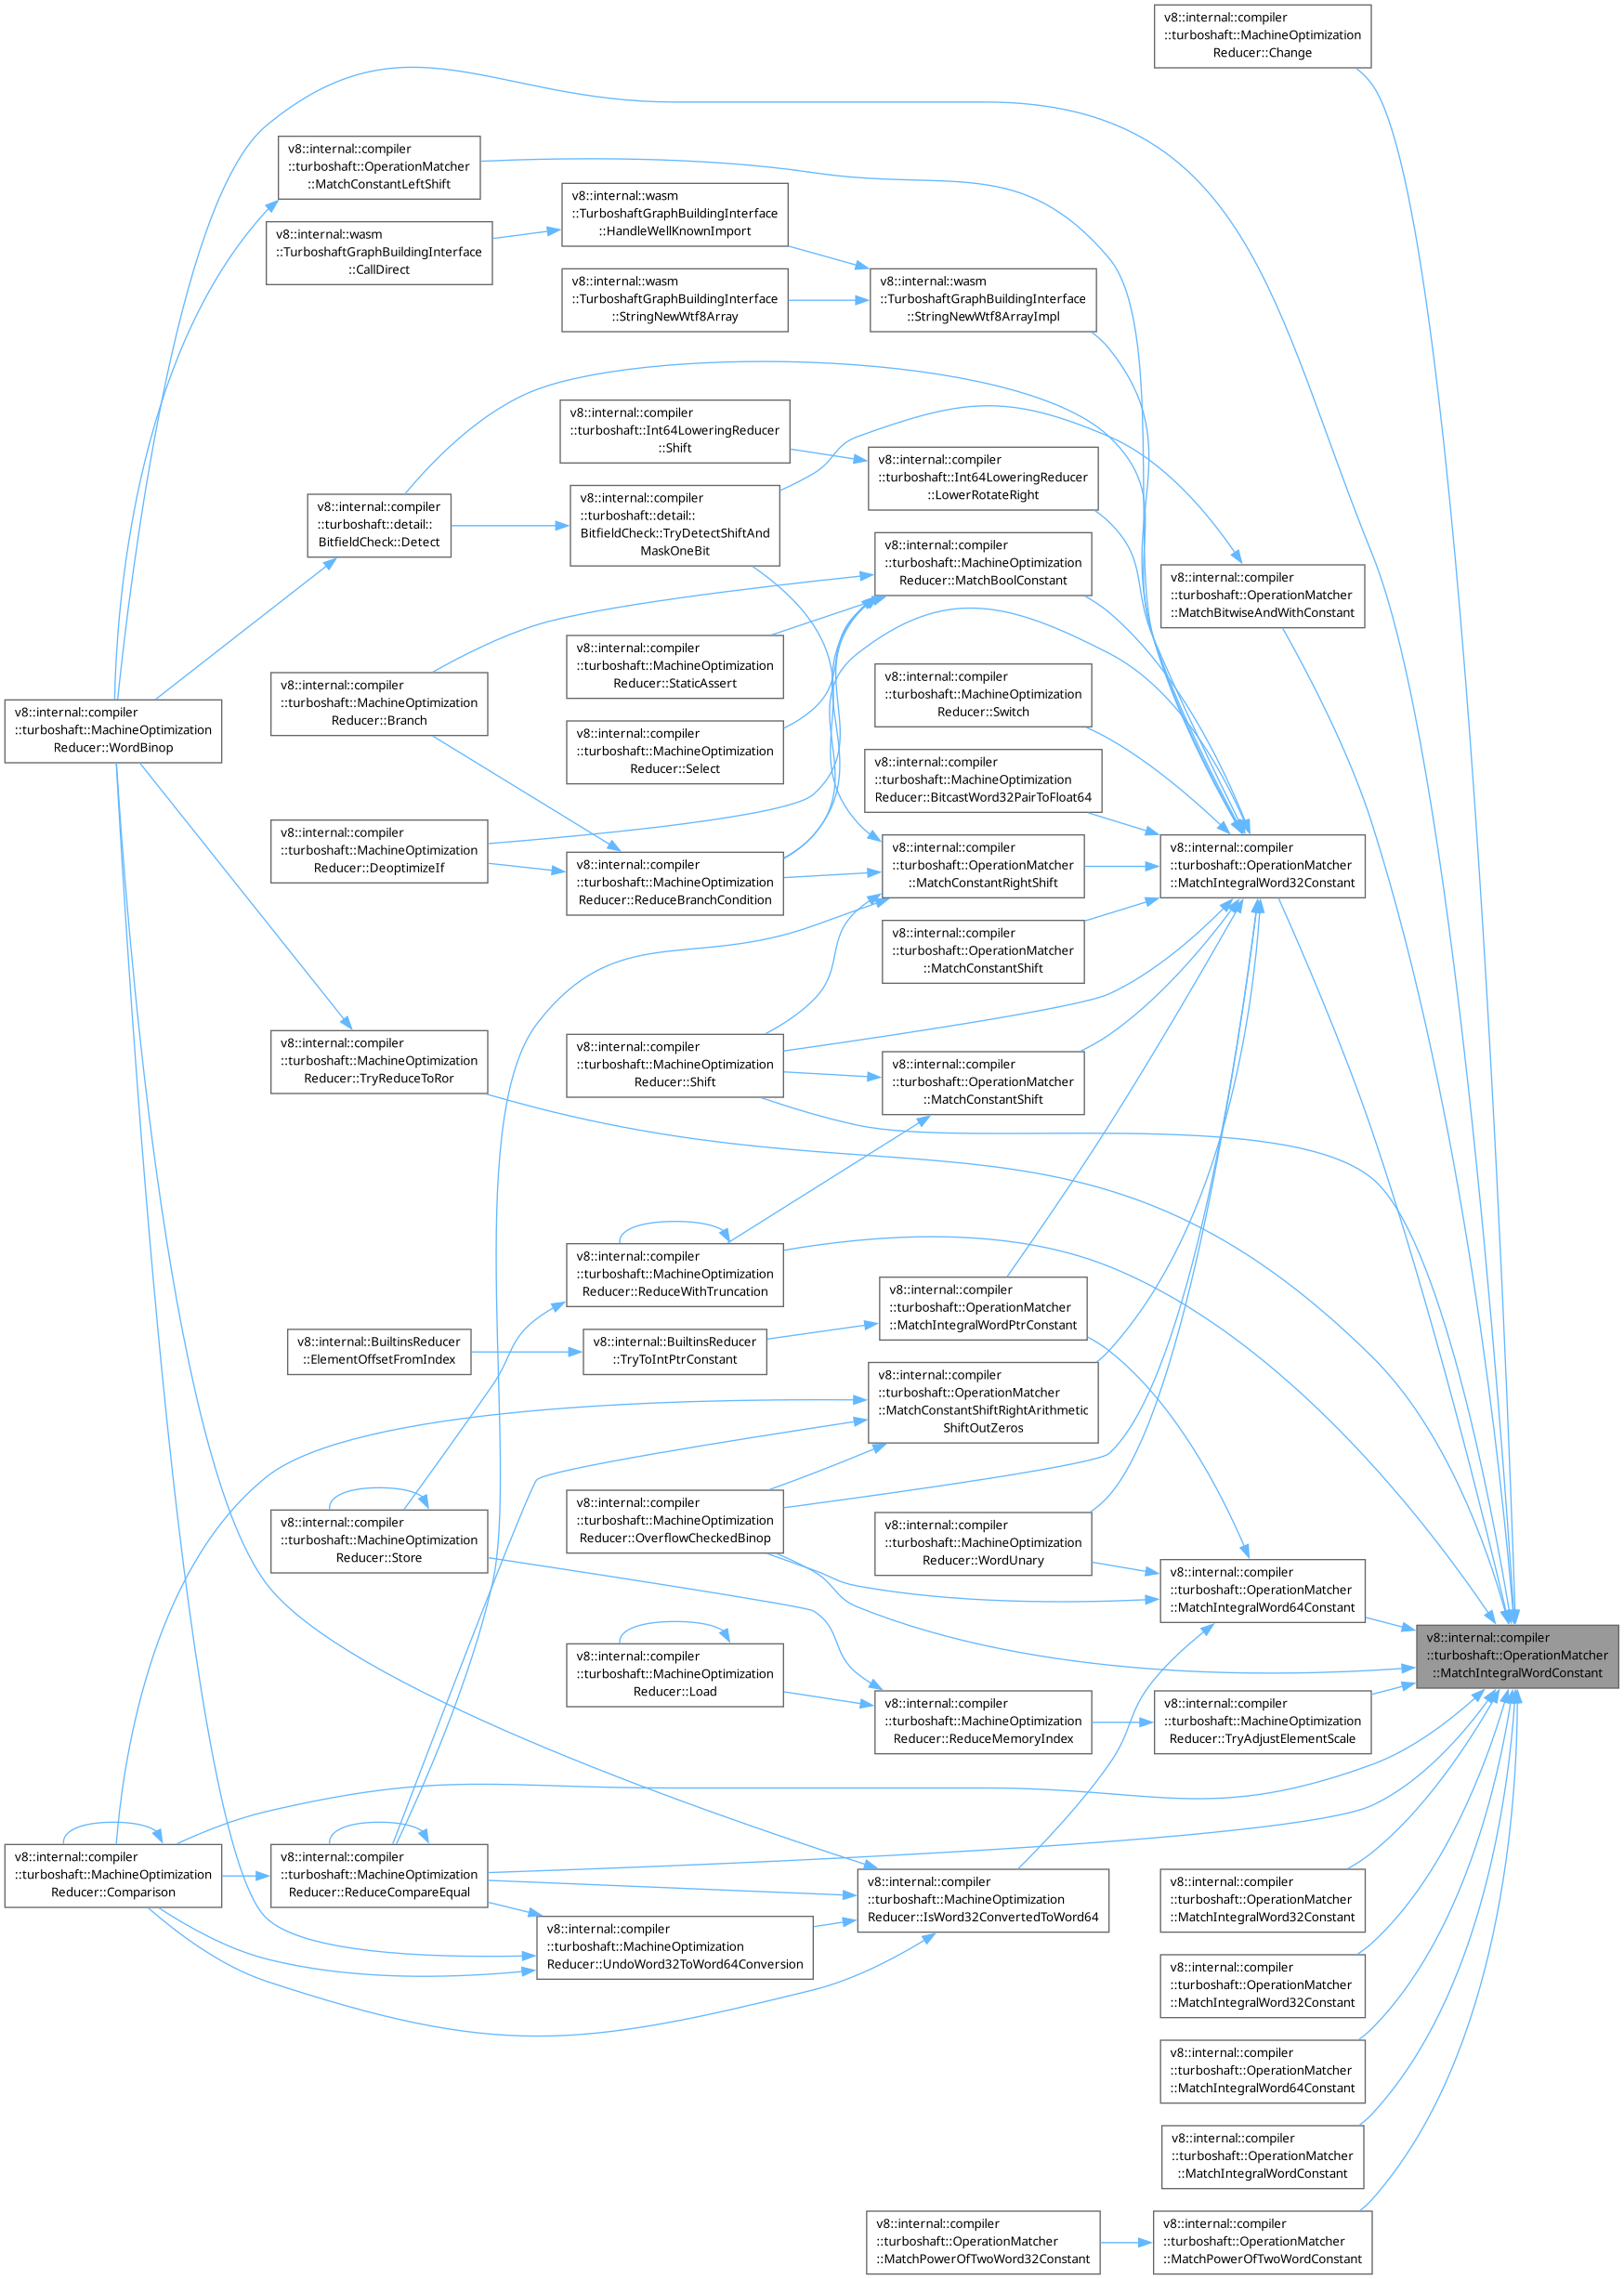 v8::internal::compiler
::turboshaft::MachineOptimization
Reducer::Change
v8::internal::compiler
::turboshaft::OperationMatcher
::MatchConstantLeftShift
v8::internal::wasm
::TurboshaftGraphBuildingInterface
::HandleWellKnownImport
v8::internal::wasm
::TurboshaftGraphBuildingInterface
::CallDirect
v8::internal::wasm
::TurboshaftGraphBuildingInterface
::StringNewWtf8Array
v8::internal::wasm
::TurboshaftGraphBuildingInterface
::StringNewWtf8ArrayImpl
v8::internal::compiler
::turboshaft::Int64LoweringReducer
::Shift
v8::internal::compiler
::turboshaft::Int64LoweringReducer
::LowerRotateRight
v8::internal::compiler
::turboshaft::detail::
BitfieldCheck::Detect
v8::internal::compiler
::turboshaft::detail::
BitfieldCheck::TryDetectShiftAnd
MaskOneBit
v8::internal::compiler
::turboshaft::MachineOptimization
Reducer::MatchBoolConstant
v8::internal::compiler
::turboshaft::OperationMatcher
::MatchBitwiseAndWithConstant
v8::internal::compiler
::turboshaft::MachineOptimization
Reducer::StaticAssert
v8::internal::compiler
::turboshaft::MachineOptimization
Reducer::Switch
v8::internal::compiler
::turboshaft::MachineOptimization
Reducer::Branch
v8::internal::compiler
::turboshaft::MachineOptimization
Reducer::WordBinop
v8::internal::compiler
::turboshaft::MachineOptimization
Reducer::Select
v8::internal::compiler
::turboshaft::MachineOptimization
Reducer::BitcastWord32PairToFloat64
v8::internal::compiler
::turboshaft::MachineOptimization
Reducer::DeoptimizeIf
v8::internal::compiler
::turboshaft::MachineOptimization
Reducer::ReduceBranchCondition
v8::internal::compiler
::turboshaft::OperationMatcher
::MatchConstantRightShift
v8::internal::compiler
::turboshaft::OperationMatcher
::MatchIntegralWord32Constant
v8::internal::compiler
::turboshaft::OperationMatcher
::MatchConstantShift
v8::internal::compiler
::turboshaft::MachineOptimization
Reducer::TryReduceToRor
v8::internal::compiler
::turboshaft::MachineOptimization
Reducer::Shift
v8::internal::compiler
::turboshaft::OperationMatcher
::MatchConstantShift
v8::internal::compiler
::turboshaft::MachineOptimization
Reducer::ReduceWithTruncation
v8::internal::compiler
::turboshaft::OperationMatcher
::MatchIntegralWordPtrConstant
v8::internal::BuiltinsReducer
::ElementOffsetFromIndex
v8::internal::BuiltinsReducer
::TryToIntPtrConstant
v8::internal::compiler
::turboshaft::OperationMatcher
::MatchConstantShiftRightArithmetic
ShiftOutZeros
v8::internal::compiler
::turboshaft::MachineOptimization
Reducer::Store
v8::internal::compiler
::turboshaft::MachineOptimization
Reducer::OverflowCheckedBinop
v8::internal::compiler
::turboshaft::MachineOptimization
Reducer::WordUnary
v8::internal::compiler
::turboshaft::OperationMatcher
::MatchIntegralWord64Constant
v8::internal::compiler
::turboshaft::OperationMatcher
::MatchIntegralWordConstant
v8::internal::compiler
::turboshaft::MachineOptimization
Reducer::Load
v8::internal::compiler
::turboshaft::MachineOptimization
Reducer::ReduceMemoryIndex
v8::internal::compiler
::turboshaft::MachineOptimization
Reducer::TryAdjustElementScale
v8::internal::compiler
::turboshaft::MachineOptimization
Reducer::Comparison
v8::internal::compiler
::turboshaft::MachineOptimization
Reducer::ReduceCompareEqual
v8::internal::compiler
::turboshaft::MachineOptimization
Reducer::IsWord32ConvertedToWord64
v8::internal::compiler
::turboshaft::OperationMatcher
::MatchIntegralWord32Constant
v8::internal::compiler
::turboshaft::MachineOptimization
Reducer::UndoWord32ToWord64Conversion
v8::internal::compiler
::turboshaft::OperationMatcher
::MatchIntegralWord32Constant
v8::internal::compiler
::turboshaft::OperationMatcher
::MatchIntegralWord64Constant
v8::internal::compiler
::turboshaft::OperationMatcher
::MatchIntegralWordConstant
v8::internal::compiler
::turboshaft::OperationMatcher
::MatchPowerOfTwoWord32Constant
v8::internal::compiler
::turboshaft::OperationMatcher
::MatchPowerOfTwoWordConstant